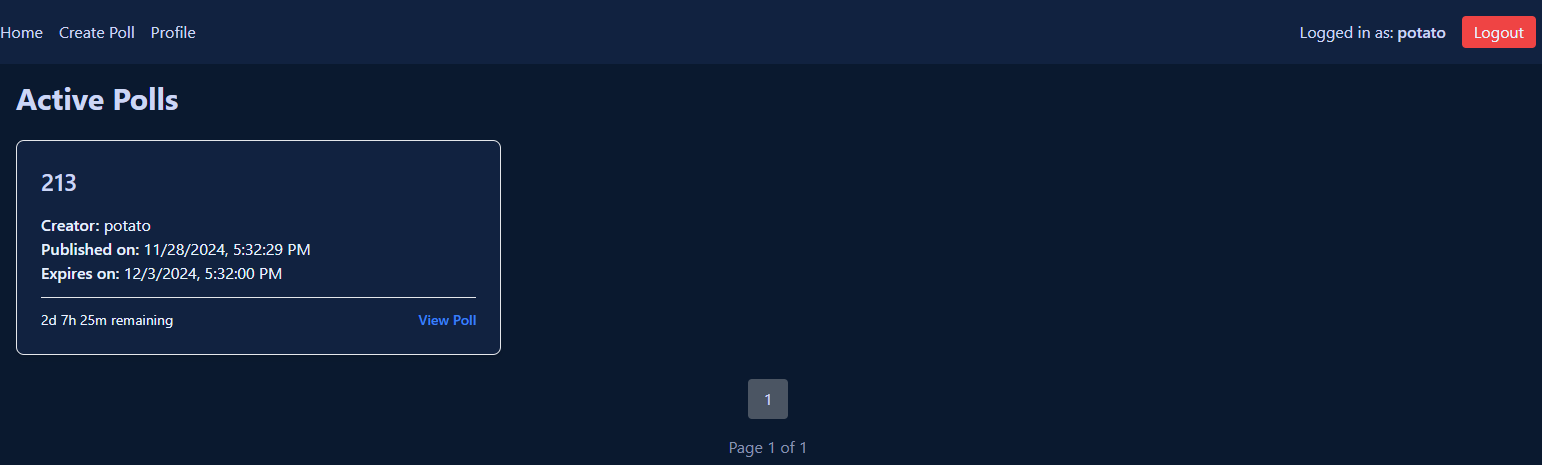 Home Create Poll Profile Logged in as: potato Logout
Active Polls
213
Creator: potato
Published on: 11/28/2024, 5:32:29 PM
Expires on: 12/3/2024, 5:32:00 PM
2d 7h 25m remaining View Poll
1
Page 1 of 1